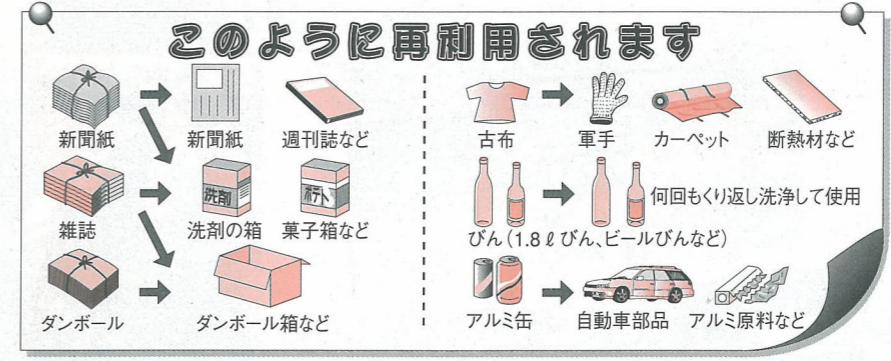 このように再利用されます
新聞紙
新聞紙
週刊誌など
洗剤
ポテト
雑誌
洗剤の箱
菓子箱など
ダンボール
ダンボール箱など
古布
軍手
カーペット
断熱材など
何回もくり返し洗浄して使用
びん(1.8ℓびん、ビールびんなど)
アルミ缶
自動車部品
アルミ原料など